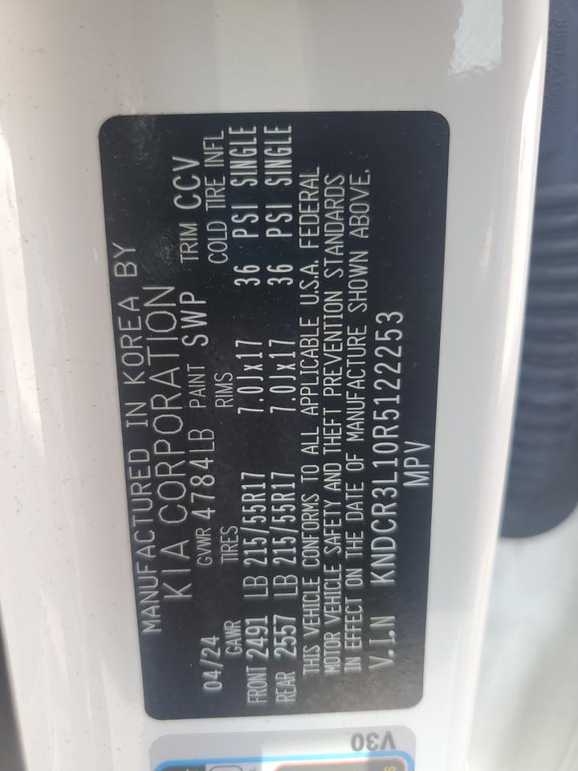 MANUFACTURED IN KOREA BY
KIA CORPORATION
04/24 GVWR 4784LB PAINT SWP TRIM CCV
GAWR TIRES RIMS COLD TIRE INFL
FRONT 2491 LB 215/55R17 7.0Jx17 36 PSI SINGLE
REAR 2557 LB 215/55R17 7.0Jx17 36 PSI SINGLE
THIS VEHICLE CONFORMS TO ALL APPLICABLE U.S.A. FEDERAL
MOTOR VEHICLE SAFETY AND THEFT PREVENTION STANDARDS
IN EFFECT ON THE DATE OF MANUFACTURE SHOWN ABOVE.
V.I.N KNDCR3L10R5122253
MPV
V30